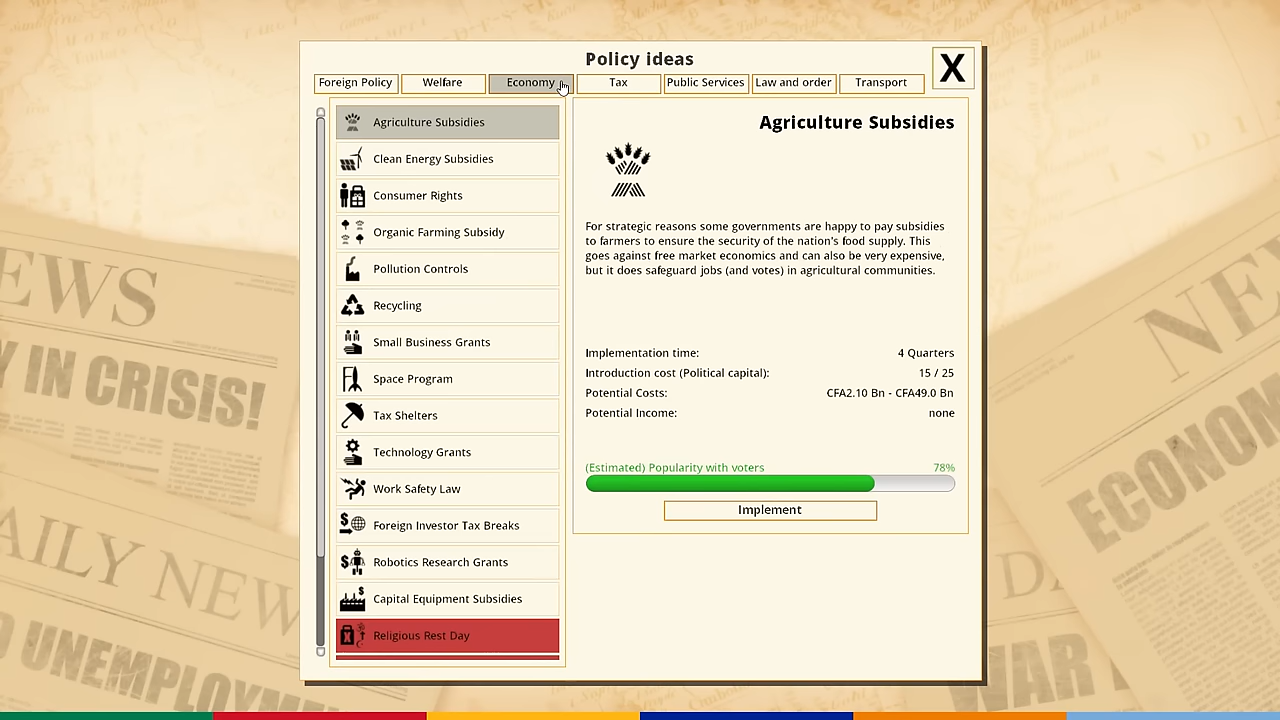 Policy ideas
X
Foreign Policy
Welfare
Economy
Tax
Public Services
Law and order
Transport
Agriculture Subsidies
Clean Energy Subsidies
Consumer Rights
Organic Farming Subsidy
Pollution Controls
Recycling
Small Business Grants
Space Program
Tax Shelters
Technology Grants
Work Safety Law
Foreign Investor Tax Breaks
Robotics Research Grants
Capital Equipment Subsidies
Religious Rest Day
Agriculture Subsidies
For strategic reasons some governments are happy to pay subsidies
to farmers to ensure the security of the nation's food supply. This
goes against free market economics and can also be very expensive,
but it does safeguard jobs (and votes) in agricultural communities.
Implementation time: 4 Quarters
Introduction cost (Political capital): 15 / 25
Potential Costs: CFA2.10 Bn - CFA49.0 Bn
Potential Income: none
(Estimated) Popularity with voters 78%
Implement
EWS
Y IN CRISIS!
AILY NEW
UNEMPLOYM
NE
ECONOM
DA
WAR